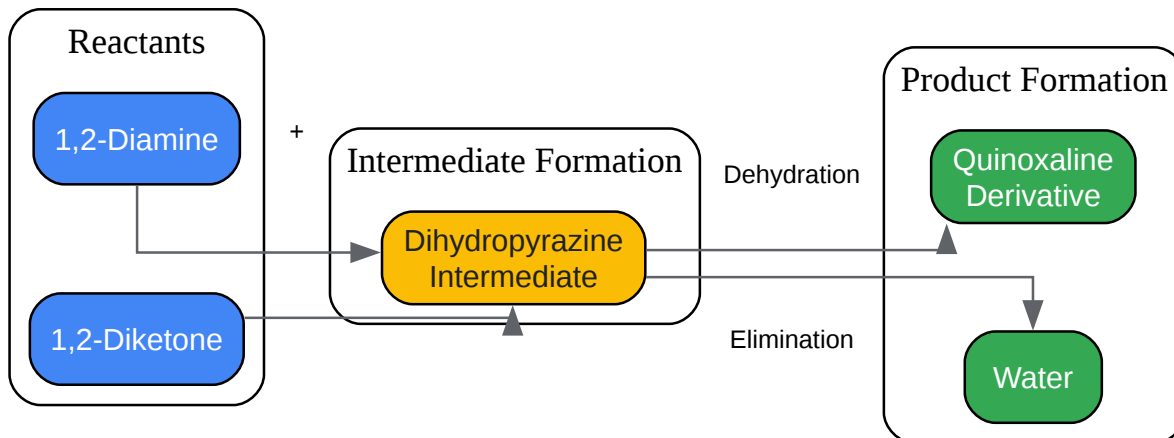 Reactants
1,2-Diamine
1,2-Diketone
+
Intermediate Formation
Dihydropyrazine
Intermediate
Dehydration
Elimination
Product Formation
Quinoxaline
Derivative
Water